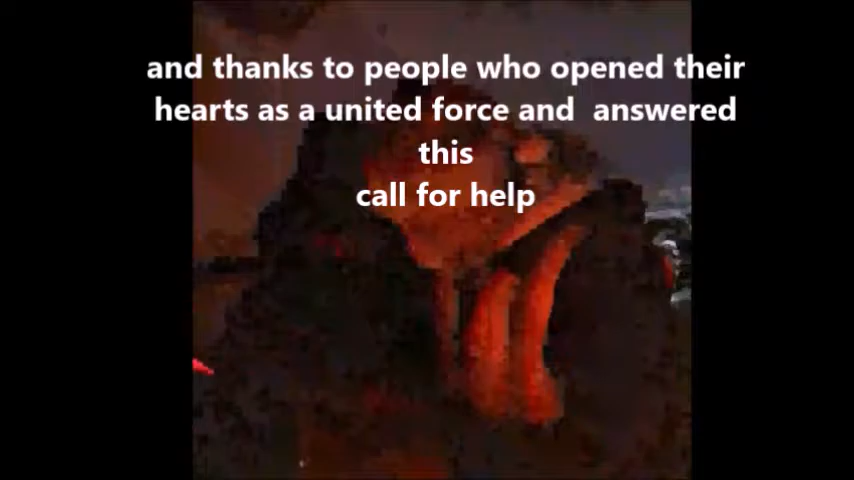 and thanks to people who opened their
hearts as a united force and  answered
this
call for help